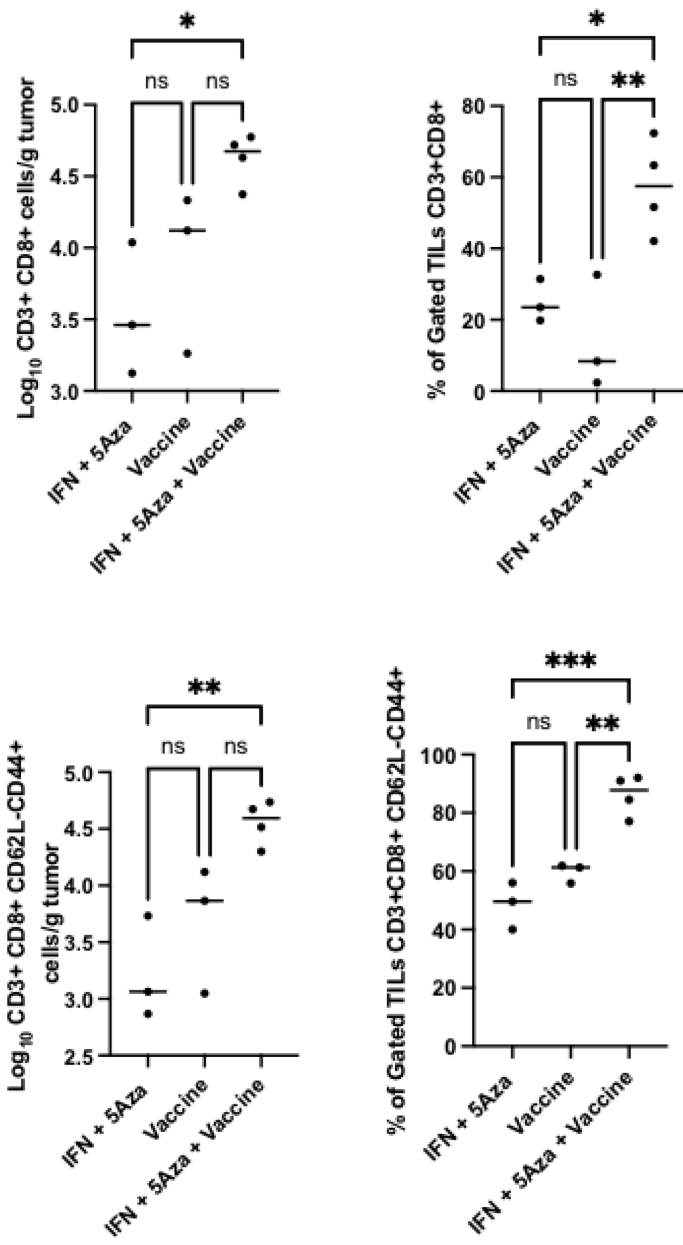 *
ns
ns
Log10 CD3+ CD8+ cells/g tumor
5.0
4.5
4.0
3.5
3.0
IFN + 5Aza
Vaccine
IFN + 5Aza + Vaccine
*
ns
**
% of Gated TILs CD3+CD8+
80
60
40
20
0
IFN + 5Aza
Vaccine
IFN + 5Aza + Vaccine
**
ns
ns
Log10 CD3+ CD8+ CD62L-CD44+
cells/g tumor
5.0
4.5
4.0
3.5
3.0
2.5
IFN + 5Aza
Vaccine
IFN + 5Aza + Vaccine
***
ns
**
% of Gated TILs CD3+CD8+ CD62L-CD44+
100
80
60
40
20
0
IFN + 5Aza
Vaccine
IFN + 5Aza + Vaccine